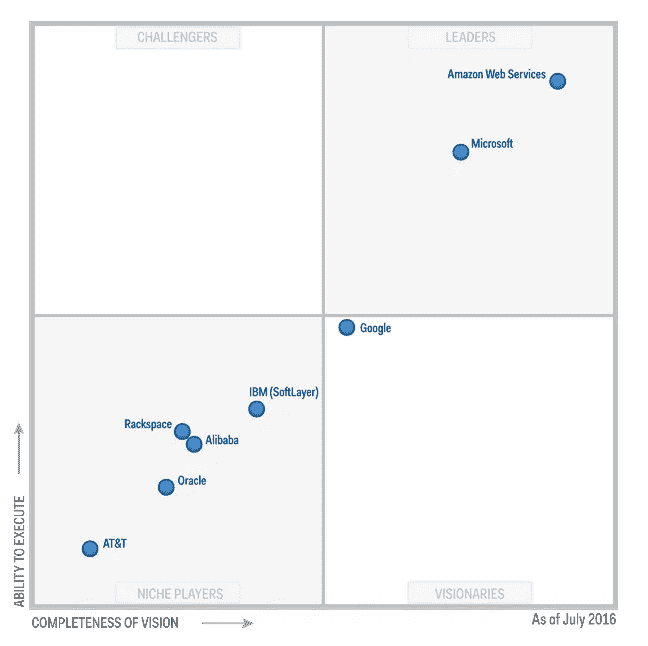 CHALLENGERS
LEADERS
Amazon Web Services
Microsoft
Google
IBM (SoftLayer)
Rackspace
Alibaba
Oracle
AT&T
NICHE PLAYERS
VISIONARIES
ABILITY TO EXECUTE
COMPLETENESS OF VISION
As of July 2016